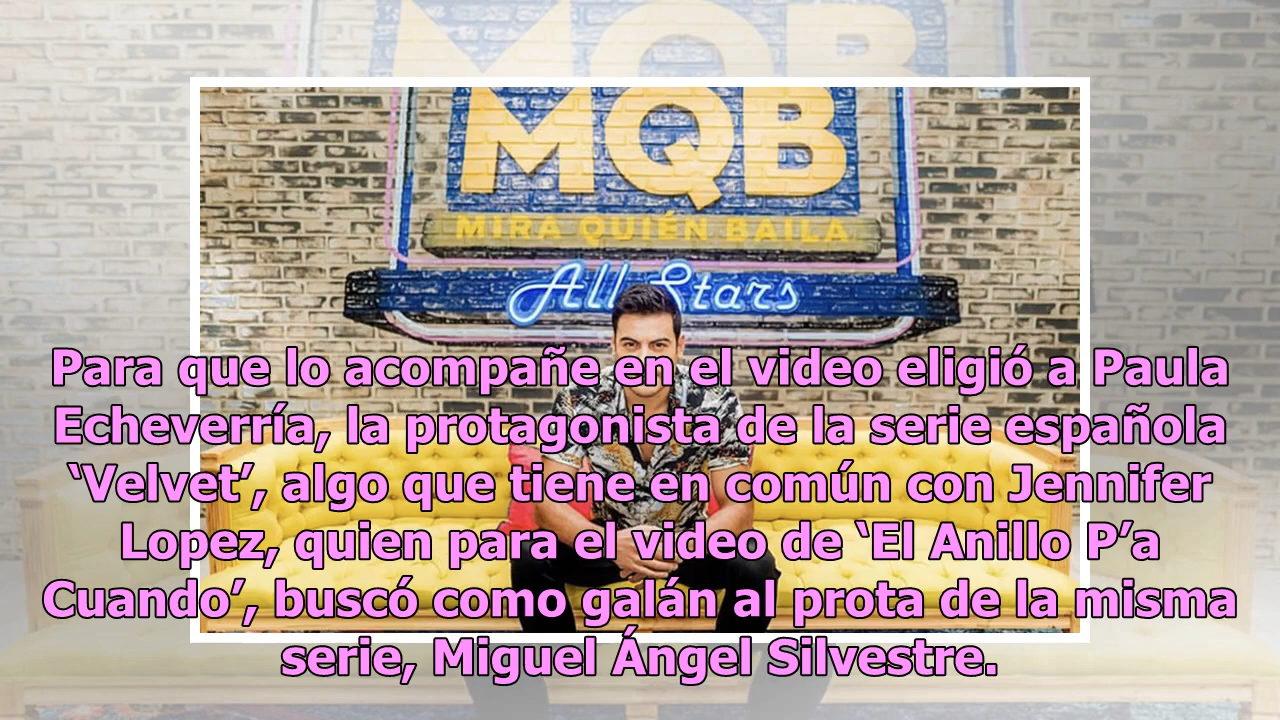 MQB
MQB
MIRA QUIÉN BAILA
All Stars
Para que lo acompañe en el video eligió a Paula
Echeverría, la protagonista de la serie española
‘Velvet’, algo que tiene en común con Jennifer
Lopez, quien para el video de ‘El Anillo P’a
Cuando’, buscó como galán al prota de la misma
serie, Miguel Ángel Silvestre.